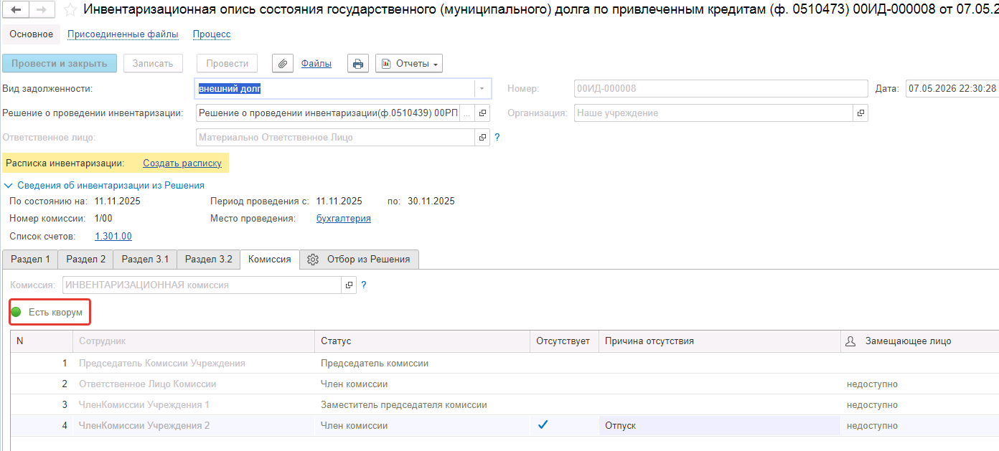 Инвентаризационная опись состояния государственного (муниципального) долга по привлеченным кредитам (ф. 0510473) 00ИД-000008 от 07.05.2
Основное Присоединенные файлы Процесс
Провести и закрыть Записать Провести Файлы Отчеты
Вид задолженности: внешний долг Номер: 00ИД-000008 Дата: 07.05.2026 22:30:28
Решение о проведении инвентаризации: Решение о проведении инвентаризации(ф.0510439) 00РП ... Организация: Наше учреждение
Ответственное лицо: Материально Ответственное Лицо ?
Расписка инвентаризации: Создать расписку
Сведения об инвентаризации из Решения
По состоянию на: 11.11.2025 Период проведения с: 11.11.2025 по: 30.11.2025
Номер комиссии: 1/00 Место проведения: бухгалтерия
Список счетов: 1.301.00
Раздел 1 Раздел 2 Раздел 3.1 Раздел 3.2 Комиссия Отбор из Решения
Комиссия: ИНВЕНТАРИЗАЦИОННАЯ комиссия ?
Есть кворум
N Сотрудник Статус Отсутствует Причина отсутствия Замещающее лицо
1 Председатель Комиссии Учреждения Председатель комиссии
2 Ответственное Лицо Комиссии Член комиссии недоступно
3 ЧленКомиссии Учреждения 1 Заместитель председателя комиссии недоступно
4 ЧленКомиссии Учреждения 2 Член комиссии Отпуск недоступно